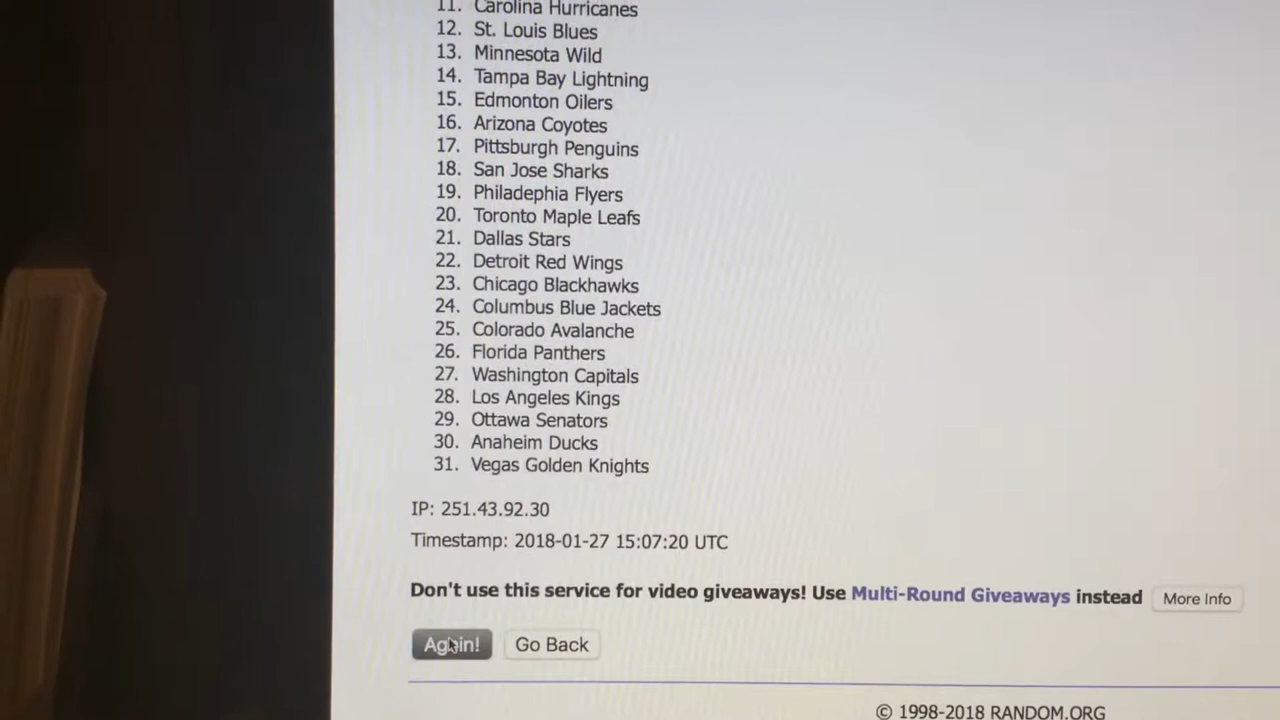 11. Carolina Hurricanes
12. St. Louis Blues
13. Minnesota Wild
14. Tampa Bay Lightning
15. Edmonton Oilers
16. Arizona Coyotes
17. Pittsburgh Penguins
18. San Jose Sharks
19. Philadephia Flyers
20. Toronto Maple Leafs
21. Dallas Stars
22. Detroit Red Wings
23. Chicago Blackhawks
24. Columbus Blue Jackets
25. Colorado Avalanche
26. Florida Panthers
27. Washington Capitals
28. Los Angeles Kings
29. Ottawa Senators
30. Anaheim Ducks
31. Vegas Golden Knights
IP: 251.43.92.30
Timestamp: 2018-01-27 15:07:20 UTC
Don't use this service for video giveaways! Use Multi-Round Giveaways instead More Info
Again! Go Back
© 1998-2018 RANDOM.ORG